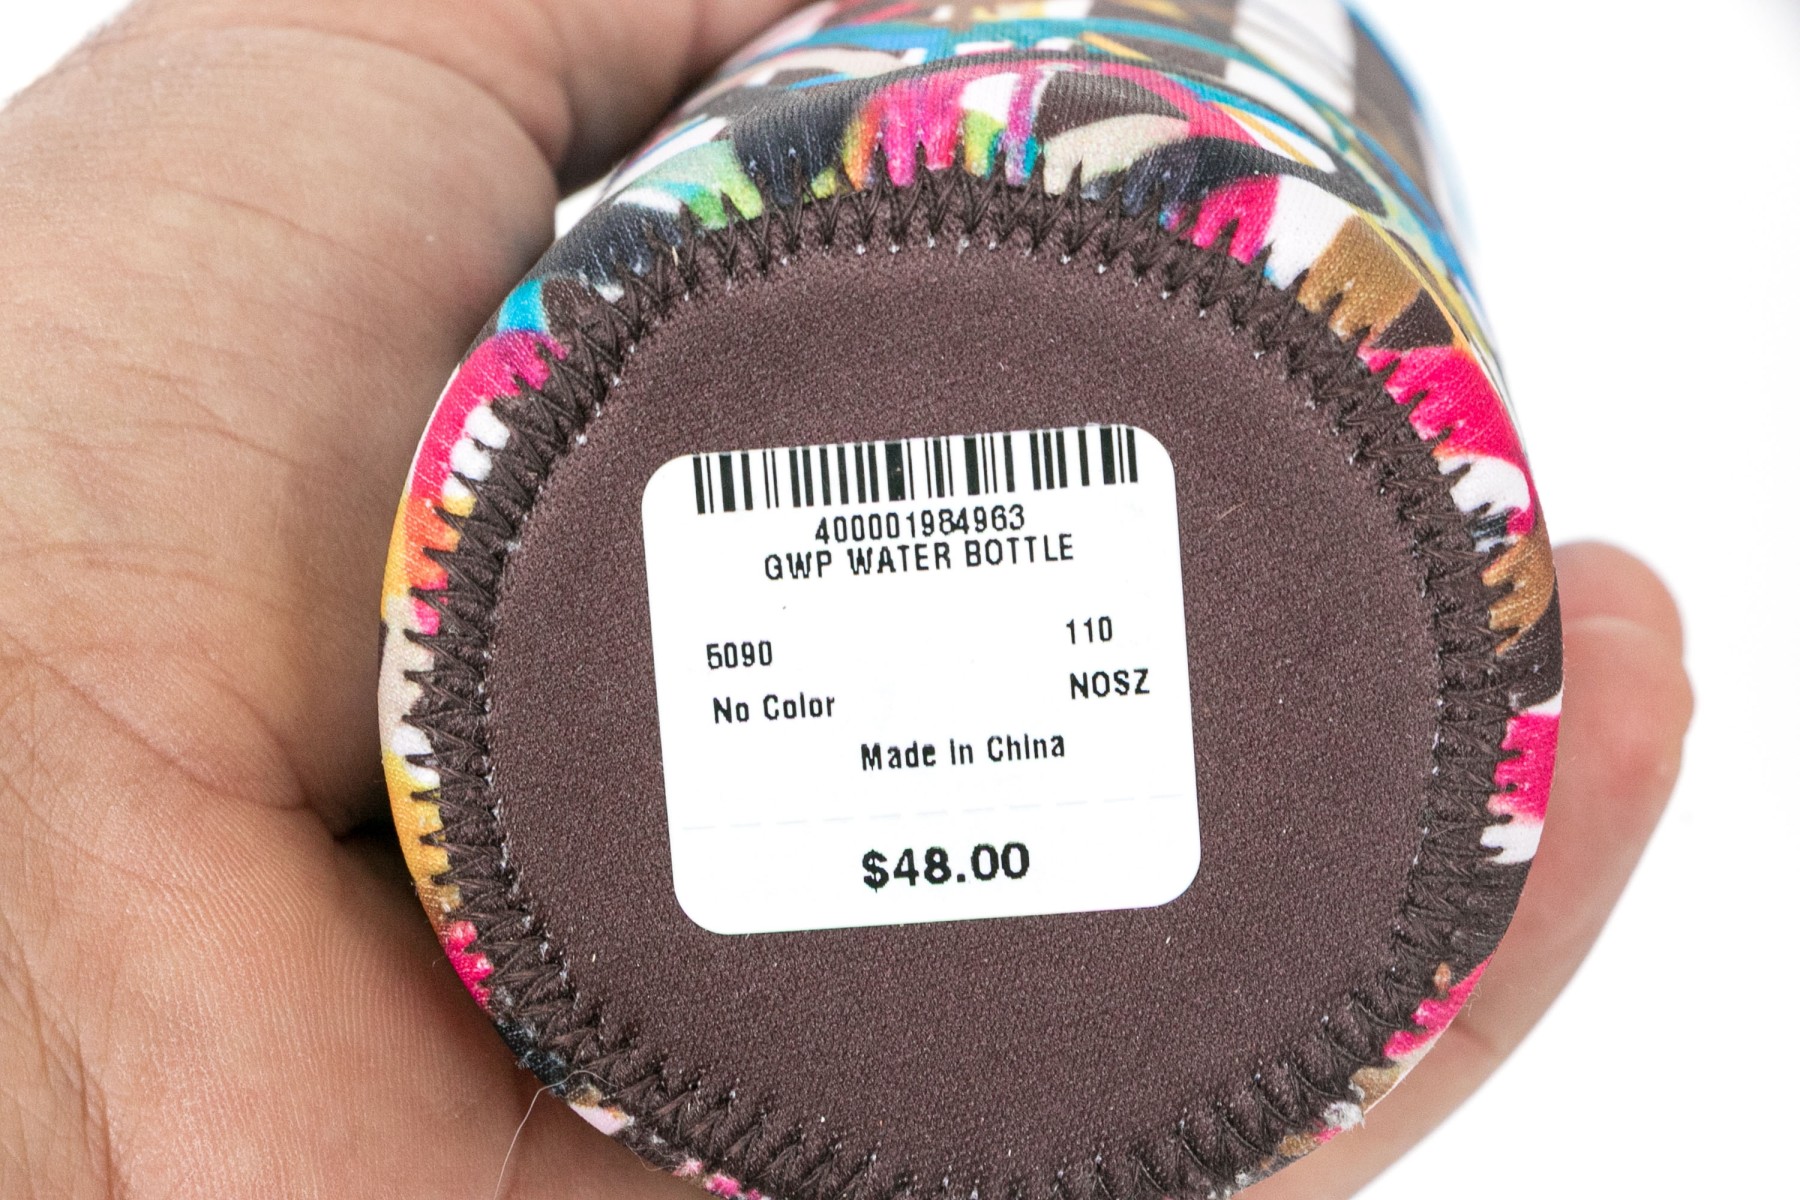 400001984963
GWP WATER BOTTLE
5090 110
No Color NOSZ
Made in China
$48.00